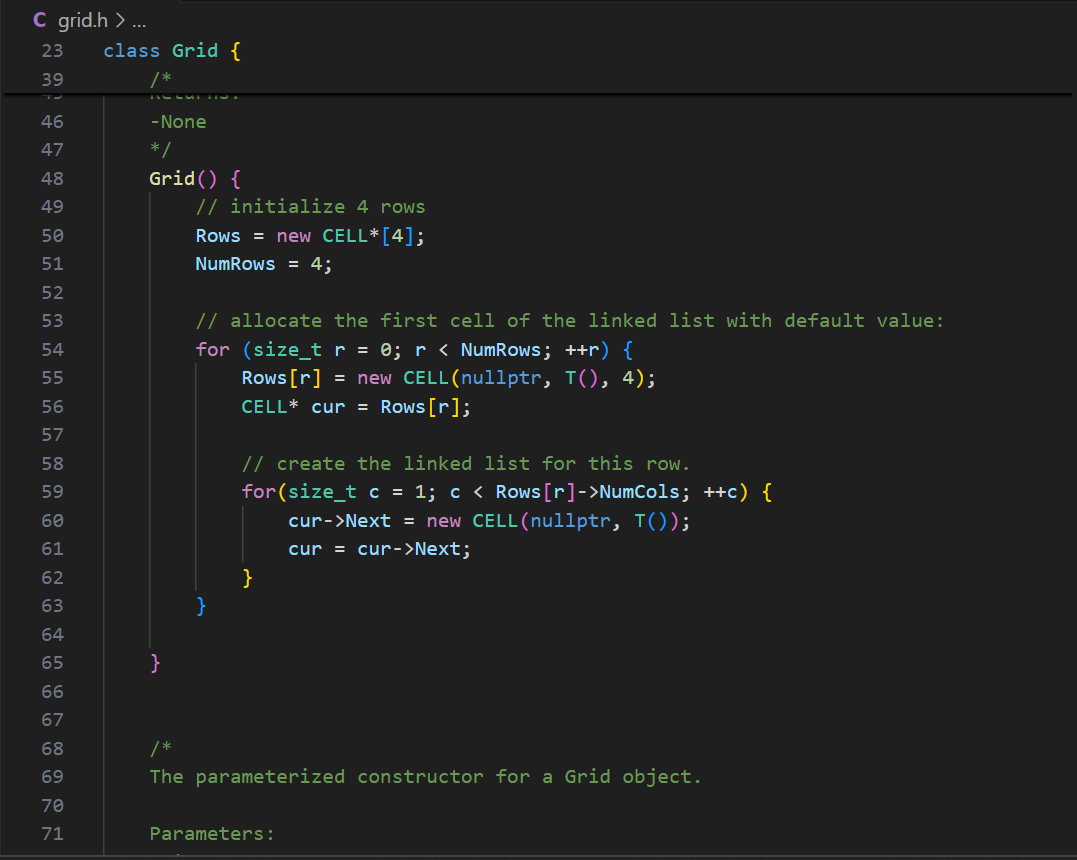 C grid.h > ...
23 class Grid {
39 /*
46 -None
47 */
48 Grid() {
49 // initialize 4 rows
50 Rows = new CELL*[4];
51 NumRows = 4;
52
53 // allocate the first cell of the linked list with default value:
54 for (size_t r = 0; r < NumRows; ++r) {
55 Rows[r] = new CELL(nullptr, T(), 4);
56 CELL* cur = Rows[r];
57
58 // create the linked list for this row.
59 for(size_t c = 1; c < Rows[r]->NumCols; ++c) {
60 cur->Next = new CELL(nullptr, T());
61 cur = cur->Next;
62 }
63 }
64
65 }
66
67
68 /*
69 The parameterized constructor for a Grid object.
70
71 Parameters: